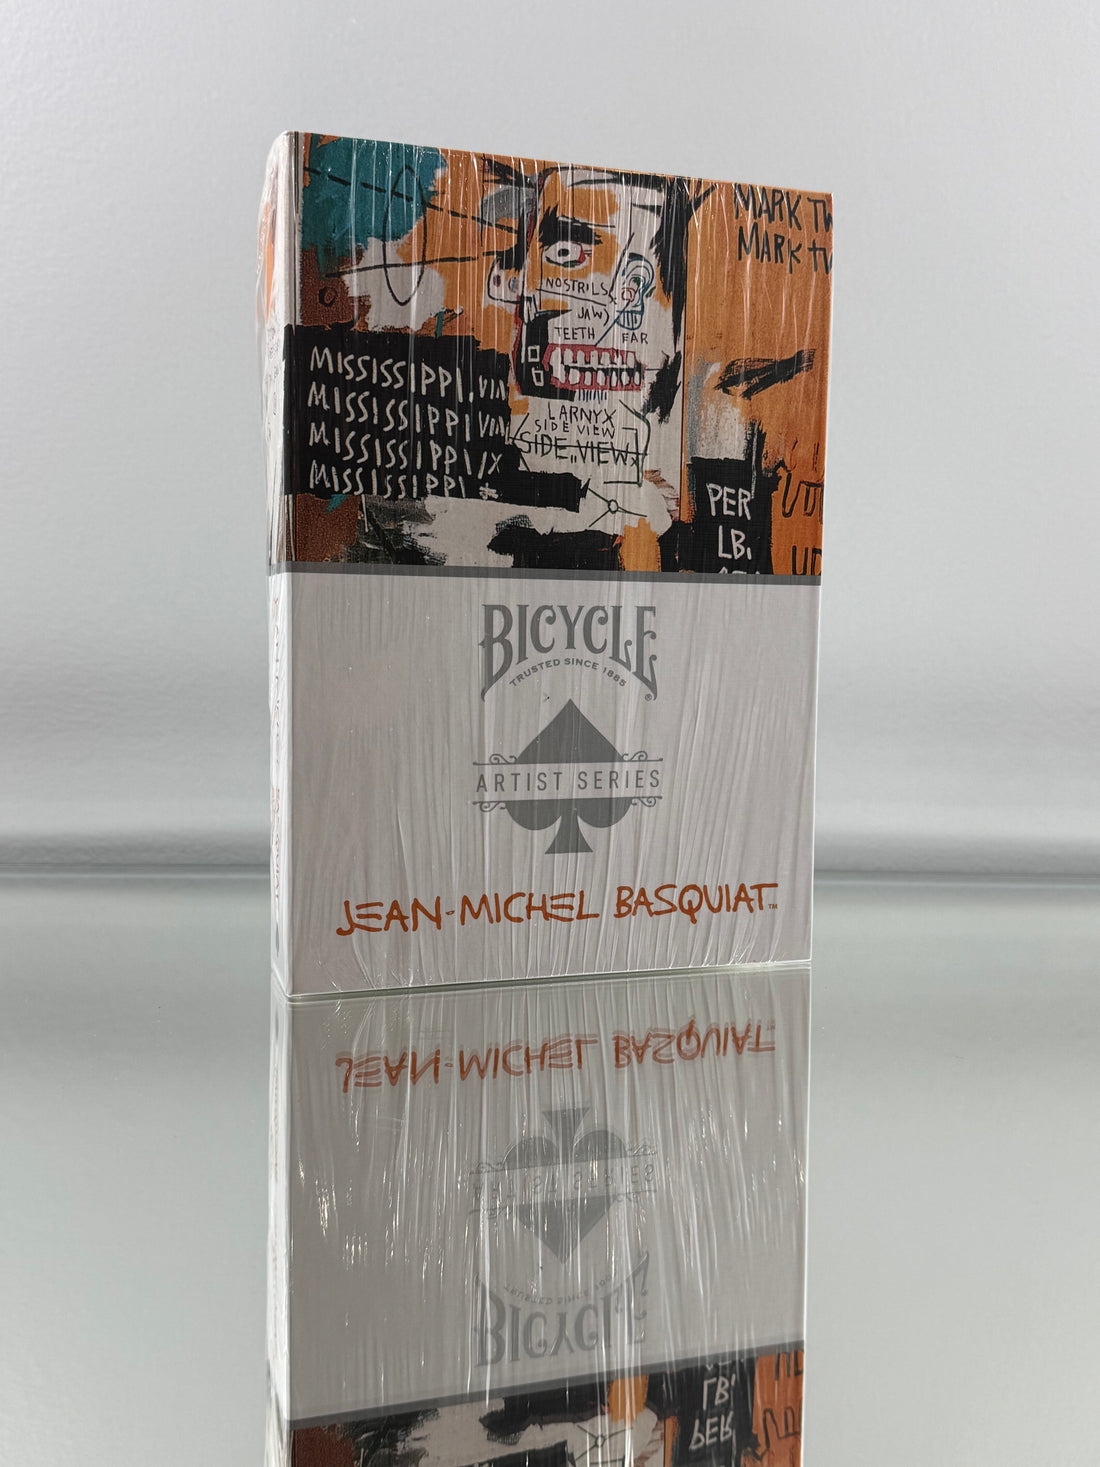 MARK TW
MARK TW
NOSTRILS
JAW)
TEETH
EAR
MISSISSIPPI,
MISSISSIPPI
MISSISSIPPI
MISSISSIPPI
LARNYX
SIDE VIEW
SIDE VIEW
PER
LB.
BICYCLE®
TRUSTED SINCE 1885
ARTIST SERIES
JEAN-MICHEL BASQUIAT™